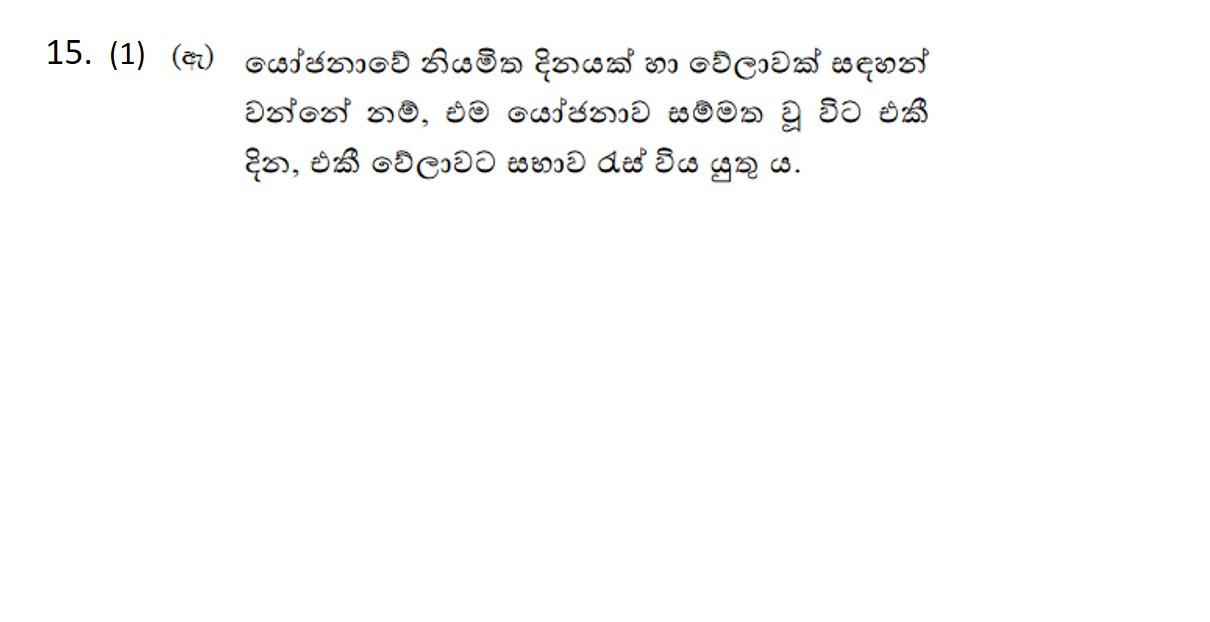 15. (1) (ඇ) යෝජනාවේ නියමිත දිනයක් හා වේලාවක් සඳහන්
වන්නේ නම්, එම යෝජනාව සම්මත වූ විට එකී
දින, එකී වේලාවට සභාව රැස් විය යුතු ය.